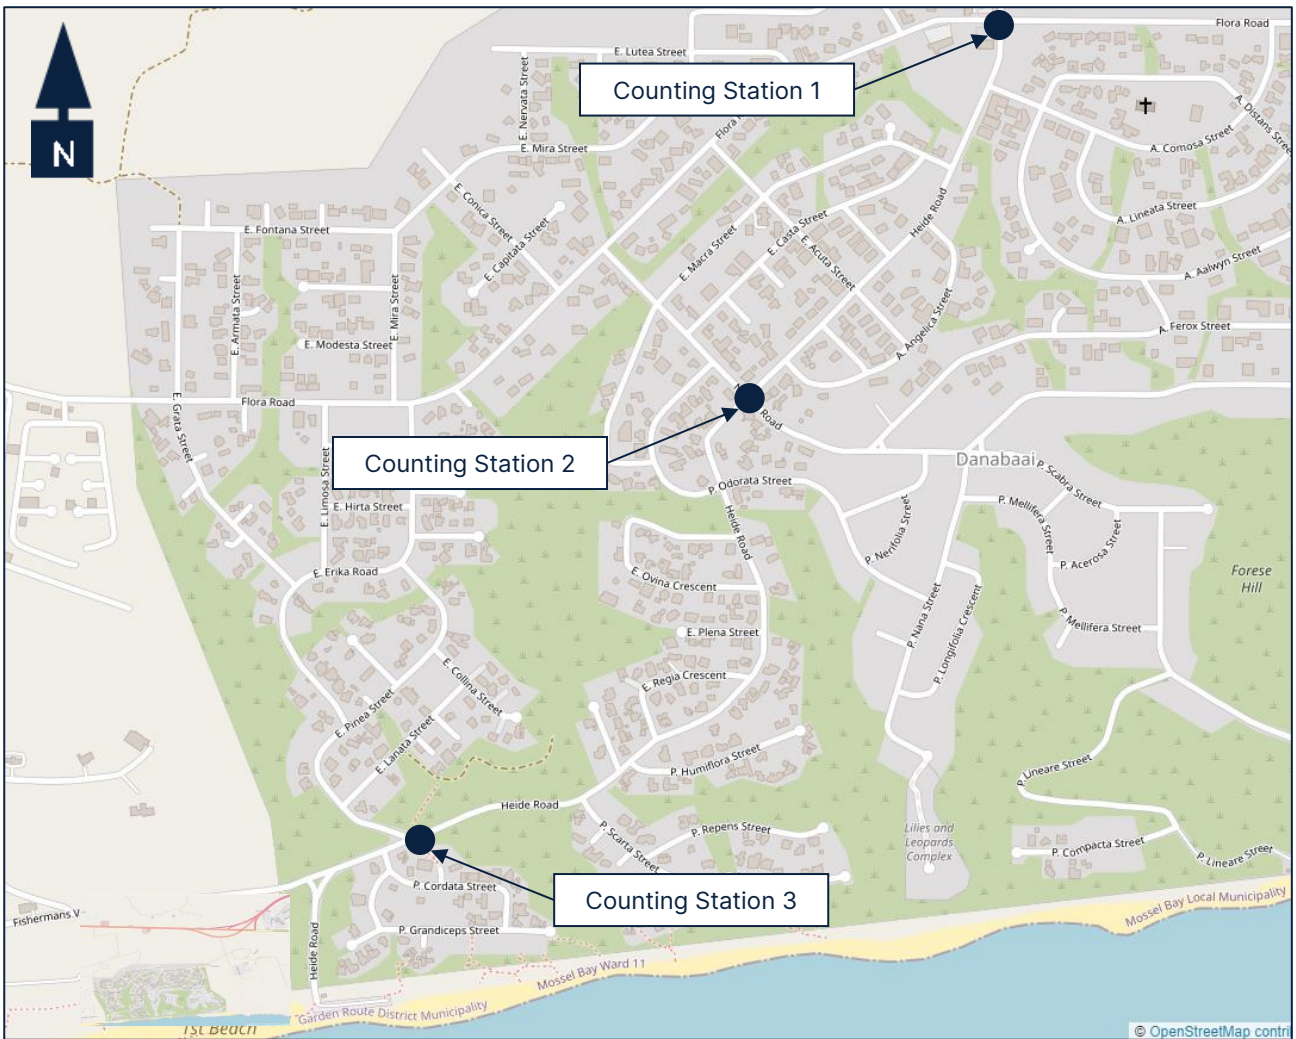 Flora Road
E. Lutea Street
Counting Station 1
E. Nervata Street
Flora
A. Distans Street
A. Comosa Street
N
E. Mira Street
E. Conica Street
E. Capitata Street
E. Fontana Street
E. Casta Street
E. Macra Street
E. Acuta Street
Heide Road
A. Lineata Street
A. Aalwyn Street
E. Armata Street
E. Mira Street
E. Modesta Street
A. Angelica Street
A. Ferox Street
Flora Road
E. Grata Street
Road
Counting Station 2
E. Limosa Street
E. Hirta Street
Danabaai
P. Scabra Street
P. Odorata Street
Heide Road
P. Nerifolia Street
P. Mellifera Street
P. Acerosa Street
E. Erika Road
E. Ovina Crescent
Forese
Hill
P. Nana Street
P. Longifolia Crescent
P. Mellifera Street
E. Plena Street
E. Collina Street
E. Regia Crescent
E. Pinea Street
E. Lanata Street
P. Humiflora Street
P. Lineare Street
Heide Road
P. Scarta Street
P. Repens Street
Lilies and
Leopards
Complex
P. Compacta Street
P. Lineare Street
P. Cordata Street
Counting Station 3
Fishermans V
P. Grandiceps Street
Heide Road
Mossel Bay Local Municipality
Mossel Bay Ward 11
Garden Route District Municipality
1st Beach
© OpenStreetMap contri